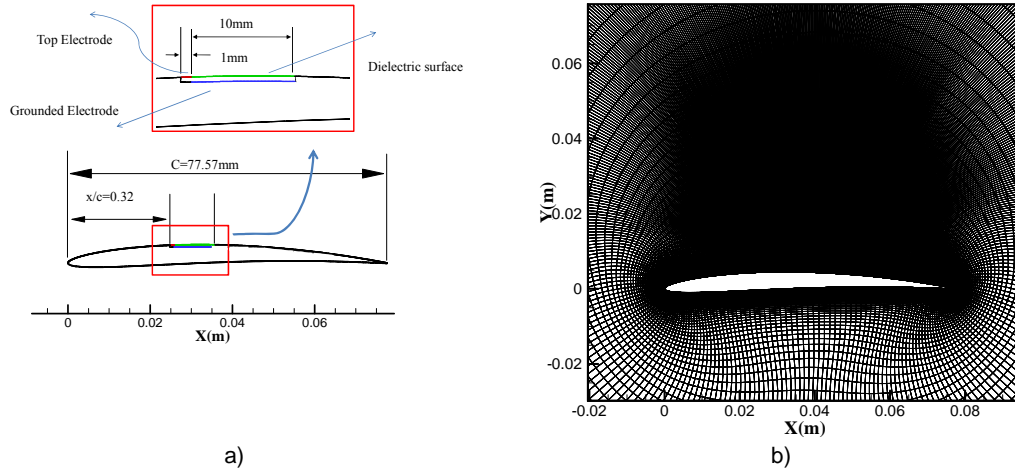 10mm
Top Electrode
1mm
Dielectric surface
Grounded Electrode
C=77.57mm
x/c=0.32
0 0.02 0.04 0.06
X(m)
a)
0.06
0.04
0.02
0
-0.02
Y(m)
-0.02 0 0.02 0.04 0.06 0.08
X(m)
b)